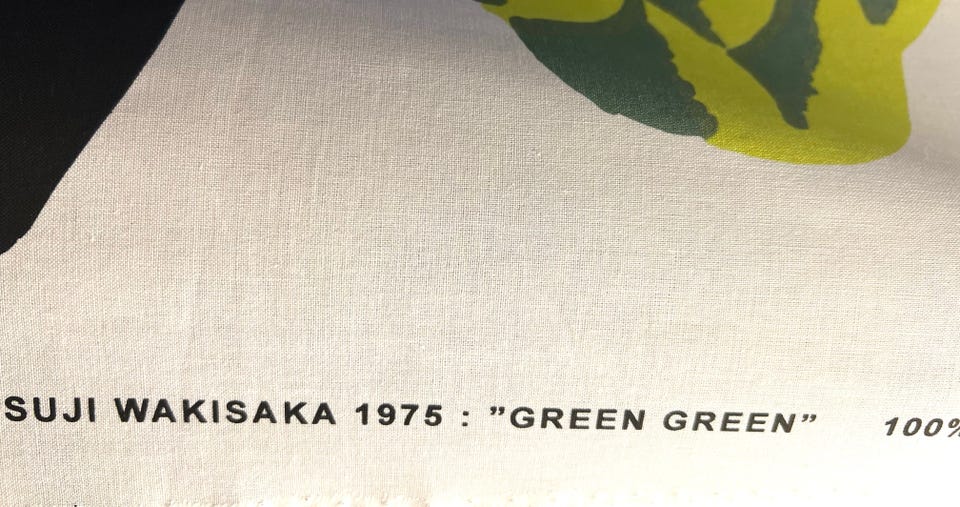 SUJI WAKISAKA 1975 : ”GREEN GREEN” 100%